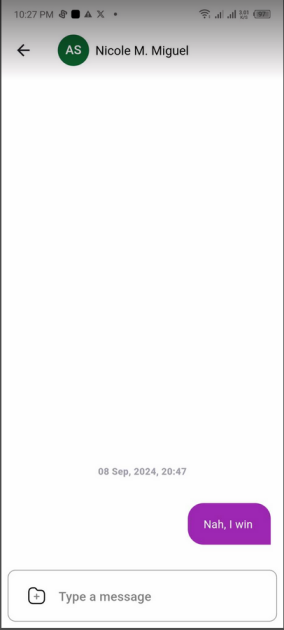 10:27 PM
AS Nicole M. Miguel
08 Sep, 2024, 20:47
Nah, I win
Type a message